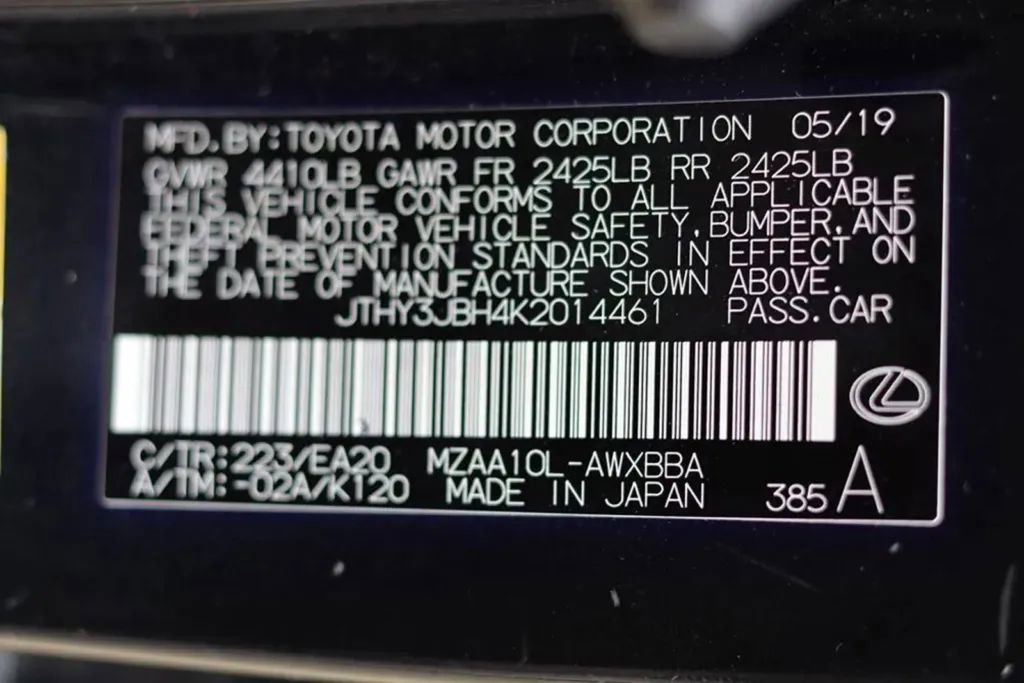 MFD.BY:TOYOTA MOTOR CORPORATION 05/19
GVWR 4410LB GAWR FR 2425LB RR 2425LB
THIS VEHICLE CONFORMS TO ALL APPLICABLE
FEDERAL MOTOR VEHICLE SAFETY,BUMPER,AND
THEFT PREVENTION STANDARDS IN EFFECT ON
THE DATE OF MANUFACTURE SHOWN ABOVE.
JTHY3JBH4K2014461 PASS.CAR
C/TR:223/EA20 MZAA10L-AWXBBA
A/TM:-02A/K120 MADE IN JAPAN 385 A